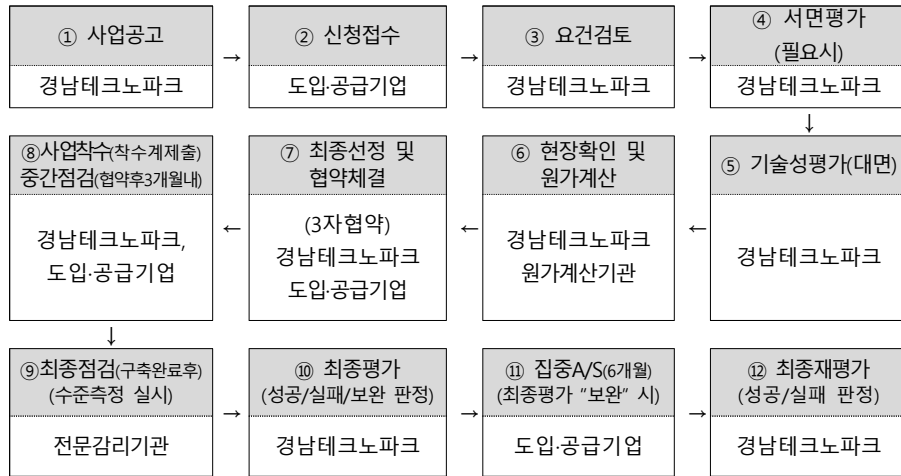 ① 사업공고
경남테크노파크
→
② 신청접수
도입·공급기업
→
③ 요건검토
경남테크노파크
→
④ 서면평가
(필요시)
경남테크노파크
↓
⑤ 기술성평가(대면)
경남테크노파크
←
⑥ 현장확인 및
원가계산
경남테크노파크
원가계산기관
←
⑦ 최종선정 및
협약체결
(3자협약)
경남테크노파크
도입·공급기업
←
⑧사업착수(착수계제출)
중간점검(협약후3개월내)
경남테크노파크,
도입·공급기업
↓
⑨최종점검(구축완료후)
(수준측정 실시)
전문감리기관
→
⑩ 최종평가
(성공/실패/보완 판정)
경남테크노파크
→
⑪ 집중A/S(6개월)
(최종평가 "보완" 시)
도입·공급기업
→
⑫ 최종재평가
(성공/실패 판정)
경남테크노파크